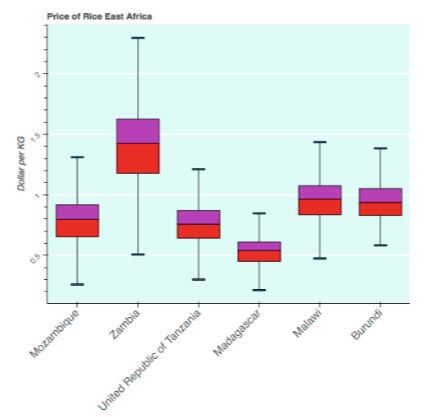 Price of Rice East Africa
Dollar per KG
2
1.5
1
0.5
Mozambique
Zambia
United Republic of Tanzania
Madagascar
Malawi
Burundi